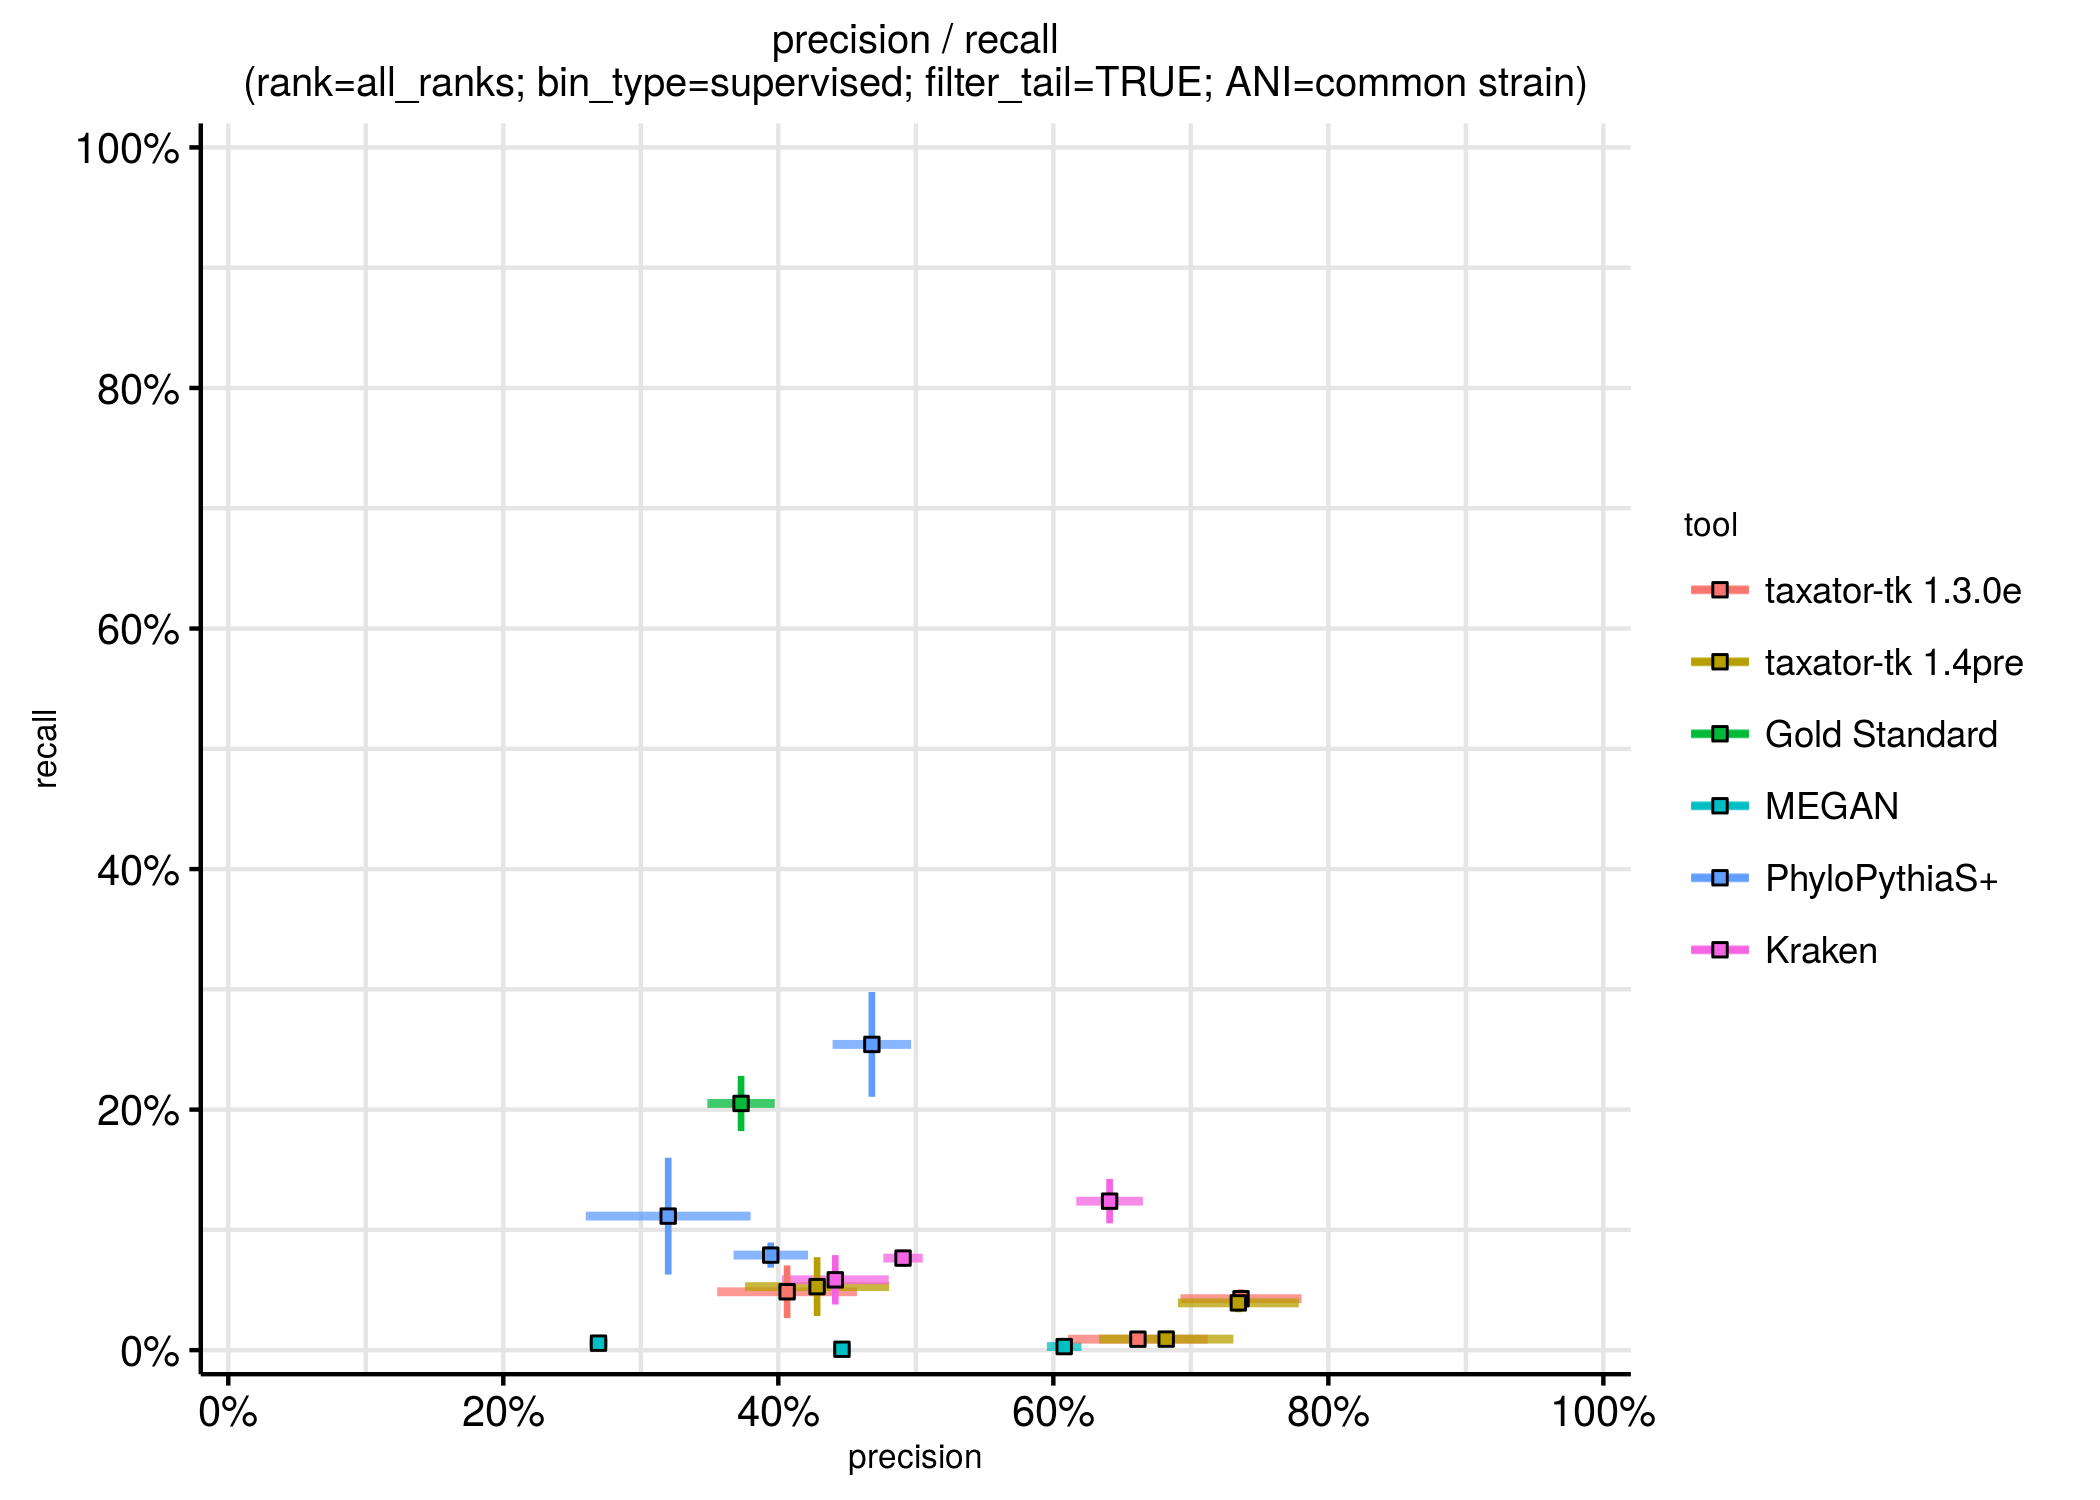 precision / recall
(rank=all_ranks; bin_type=supervised; filter_tail=TRUE; ANI=common strain)
100%
80%
60%
40%
20%
0%
recall
0%
20%
40%
60%
80%
100%
precision
tool
taxator-tk 1.3.0e
taxator-tk 1.4pre
Gold Standard
MEGAN
PhyloPythiaS+
Kraken